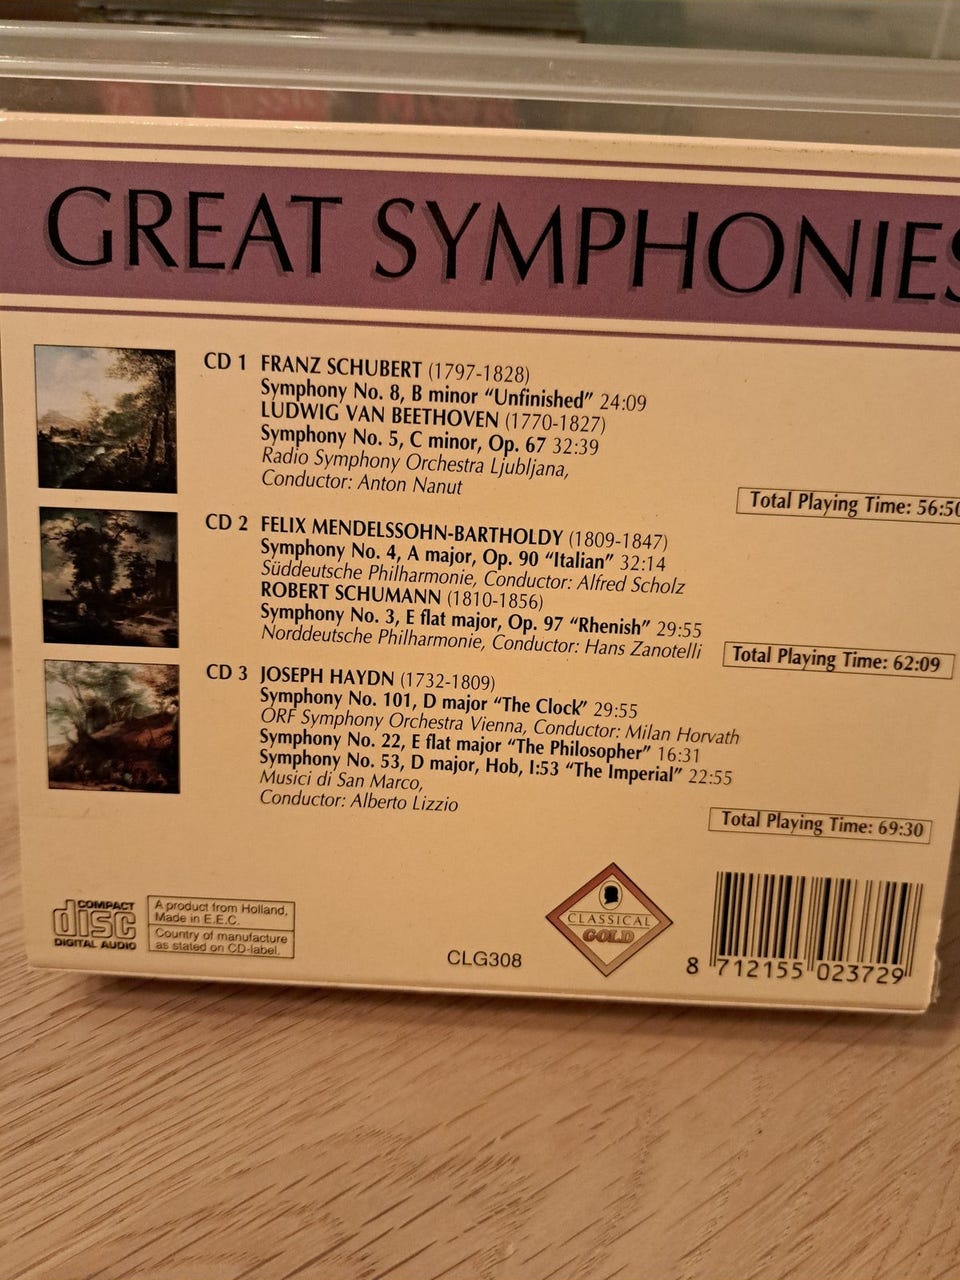 GREAT SYMPHONIES
CD 1 FRANZ SCHUBERT (1797-1828)
Symphony No. 8, B minor “Unfinished” 24:09
LUDWIG VAN BEETHOVEN (1770-1827)
Symphony No. 5, C minor, Op. 67 32:39
Radio Symphony Orchestra Ljubljana,
Conductor: Anton Nanut
Total Playing Time: 56:50
CD 2 FELIX MENDELSSOHN-BARTHOLDY (1809-1847)
Symphony No. 4, A major, Op. 90 “Italian” 32:14
Süddeutsche Philharmonie, Conductor: Alfred Scholz
ROBERT SCHUMANN (1810-1856)
Symphony No. 3, E flat major, Op. 97 “Rhenish” 29:55
Norddeutsche Philharmonie, Conductor: Hans Zanotelli
Total Playing Time: 62:09
CD 3 JOSEPH HAYDN (1732-1809)
Symphony No. 101, D major “The Clock” 29:55
ORF Symphony Orchestra Vienna, Conductor: Milan Horvath
Symphony No. 22, E flat major “The Philosopher” 16:31
Symphony No. 53, D major, Hob, I:53 “The Imperial” 22:55
Musici di San Marco,
Conductor: Alberto Lizzio
Total Playing Time: 69:30
COMPACT
disc
DIGITAL AUDIO
A product from Holland,
Made in E.E.C.
Country of manufacture
as stated on CD-label.
CLG308
CLASSICAL
GOLD
8 712155 023729